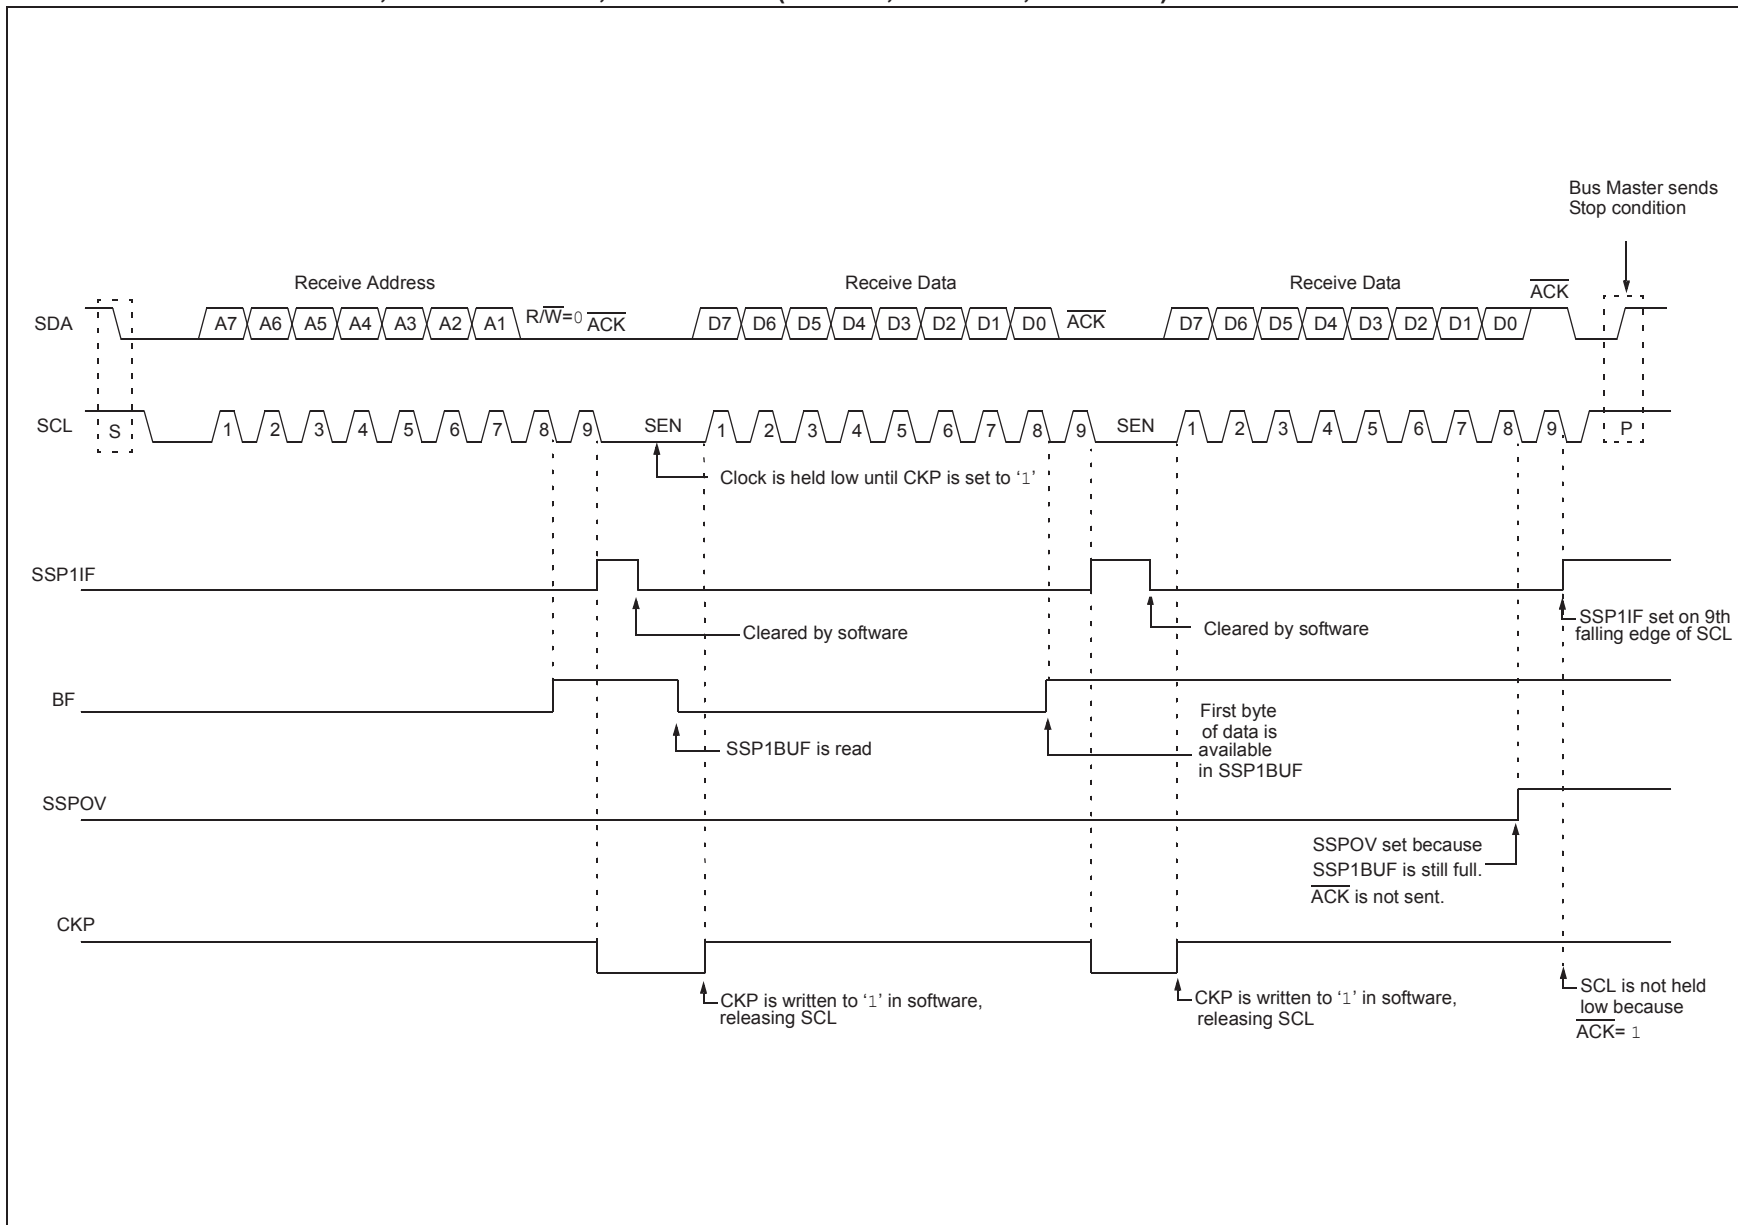 Bus Master sends
Stop condition
Receive Address
Receive Data
Receive Data
ACK
SDA
A7 A6 A5 A4 A3 A2 A1 R/W=0 ACK
D7 D6 D5 D4 D3 D2 D1 D0 ACK
D7 D6 D5 D4 D3 D2 D1 D0
SCL
S
1 2 3 4 5 6 7 8 9
SEN
1 2 3 4 5 6 7 8 9
SEN
1 2 3 4 5 6 7 8 9
P
Clock is held low until CKP is set to ‘1’
SSP1IF
Cleared by software
Cleared by software
SSP1IF set on 9th
falling edge of SCL
BF
SSP1BUF is read
First byte
of data is
available
in SSP1BUF
SSPOV
SSPOV set because
SSP1BUF is still full.
ACK is not sent.
CKP
CKP is written to ‘1’ in software,
releasing SCL
CKP is written to ‘1’ in software,
releasing SCL
SCL is not held
low because
ACK= 1